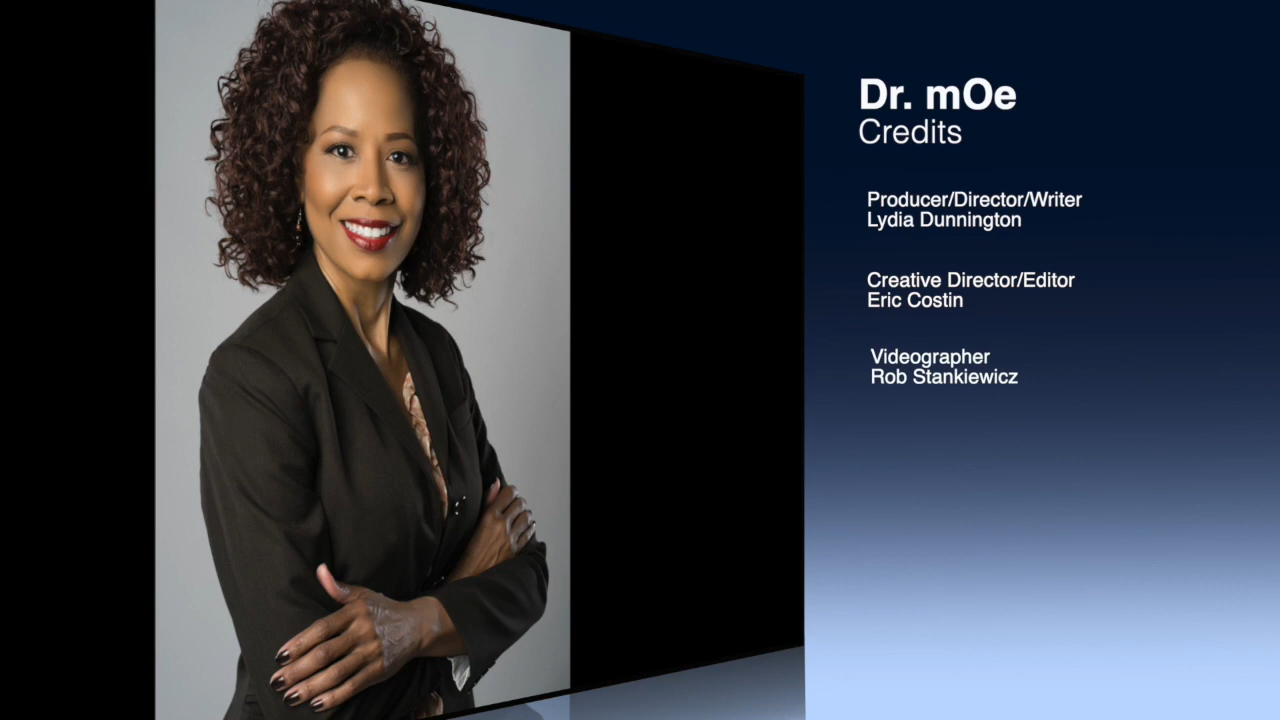 Dr. mOe
Credits
Producer/Director/Writer
Lydia Dunnington
Creative Director/Editor
Eric Costin
Videographer
Rob Stankiewicz